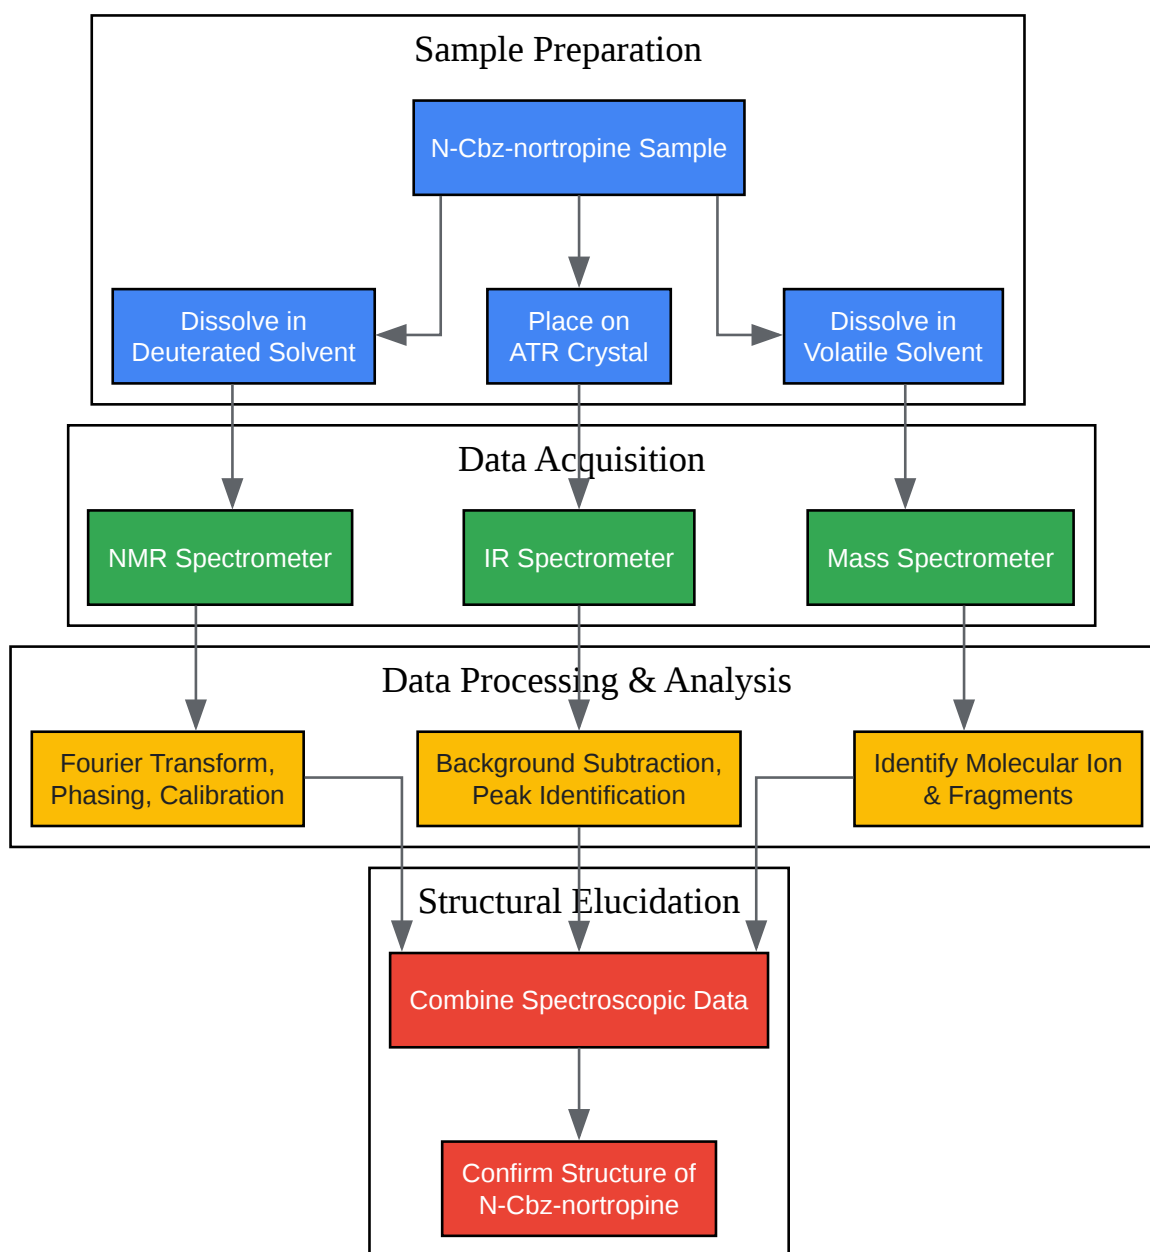 Sample Preparation
N-Cbz-nortropine Sample
Dissolve in
Deuterated Solvent
Place on
ATR Crystal
Dissolve in
Volatile Solvent
Data Acquisition
NMR Spectrometer
IR Spectrometer
Mass Spectrometer
Data Processing & Analysis
Fourier Transform,
Phasing, Calibration
Background Subtraction,
Peak Identification
Identify Molecular Ion
& Fragments
Structural Elucidation
Combine Spectroscopic Data
Confirm Structure of
N-Cbz-nortropine